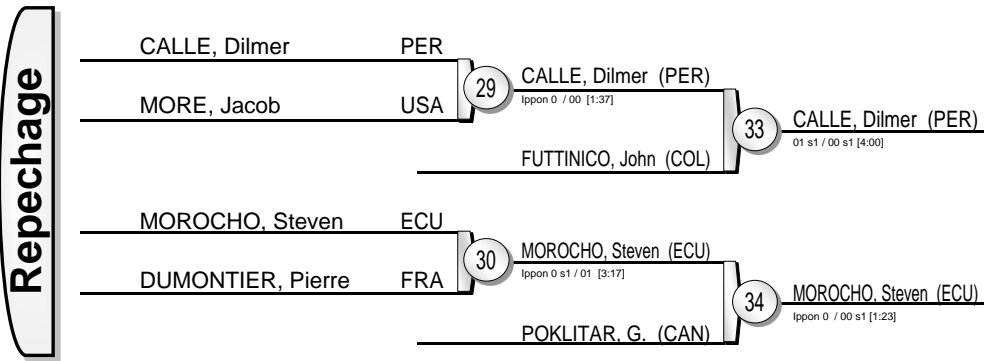 Repechage
CALLE, Dilmer PER
MORE, Jacob USA
29
CALLE, Dilmer (PER)
Ippon 0 / 00 [1:37]
FUTTINICO, John (COL)
33
CALLE, Dilmer (PER)
01 s1 / 00 s1 [4:00]
MOROCHO, Steven ECU
DUMONTIER, Pierre FRA
30
MOROCHO, Steven (ECU)
Ippon 0 s1 / 01 [3:17]
POKLITAR, G. (CAN)
34
MOROCHO, Steven (ECU)
Ippon 0 / 00 s1 [1:23]